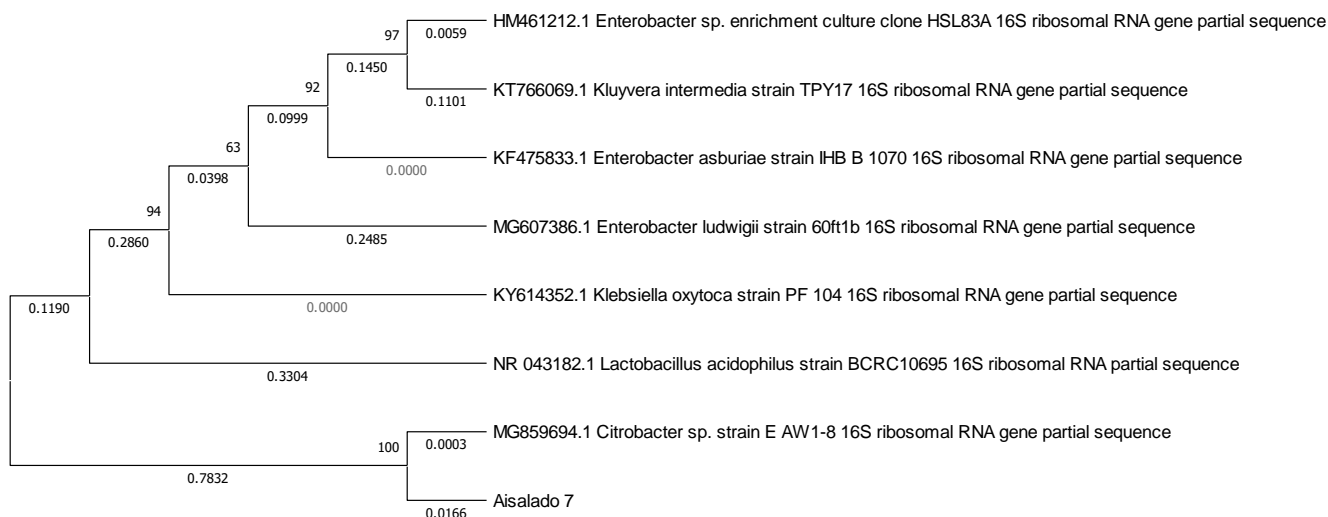 97
0.0059
HM461212.1 Enterobacter sp. enrichment culture clone HSL83A 16S ribosomal RNA gene partial sequence
0.1450
92
0.1101
KT766069.1 Kluyvera intermedia strain TPY17 16S ribosomal RNA gene partial sequence
0.0999
63
0.0000
KF475833.1 Enterobacter asburiae strain IHB B 1070 16S ribosomal RNA gene partial sequence
0.0398
94
0.2485
MG607386.1 Enterobacter ludwigii strain 60ft1b 16S ribosomal RNA gene partial sequence
0.2860
0.0000
KY614352.1 Klebsiella oxytoca strain PF 104 16S ribosomal RNA gene partial sequence
0.1190
0.3304
NR 043182.1 Lactobacillus acidophilus strain BCRC10695 16S ribosomal RNA partial sequence
100
0.0003
MG859694.1 Citrobacter sp. strain E AW1-8 16S ribosomal RNA gene partial sequence
0.7832
0.0166
Aisalado 7